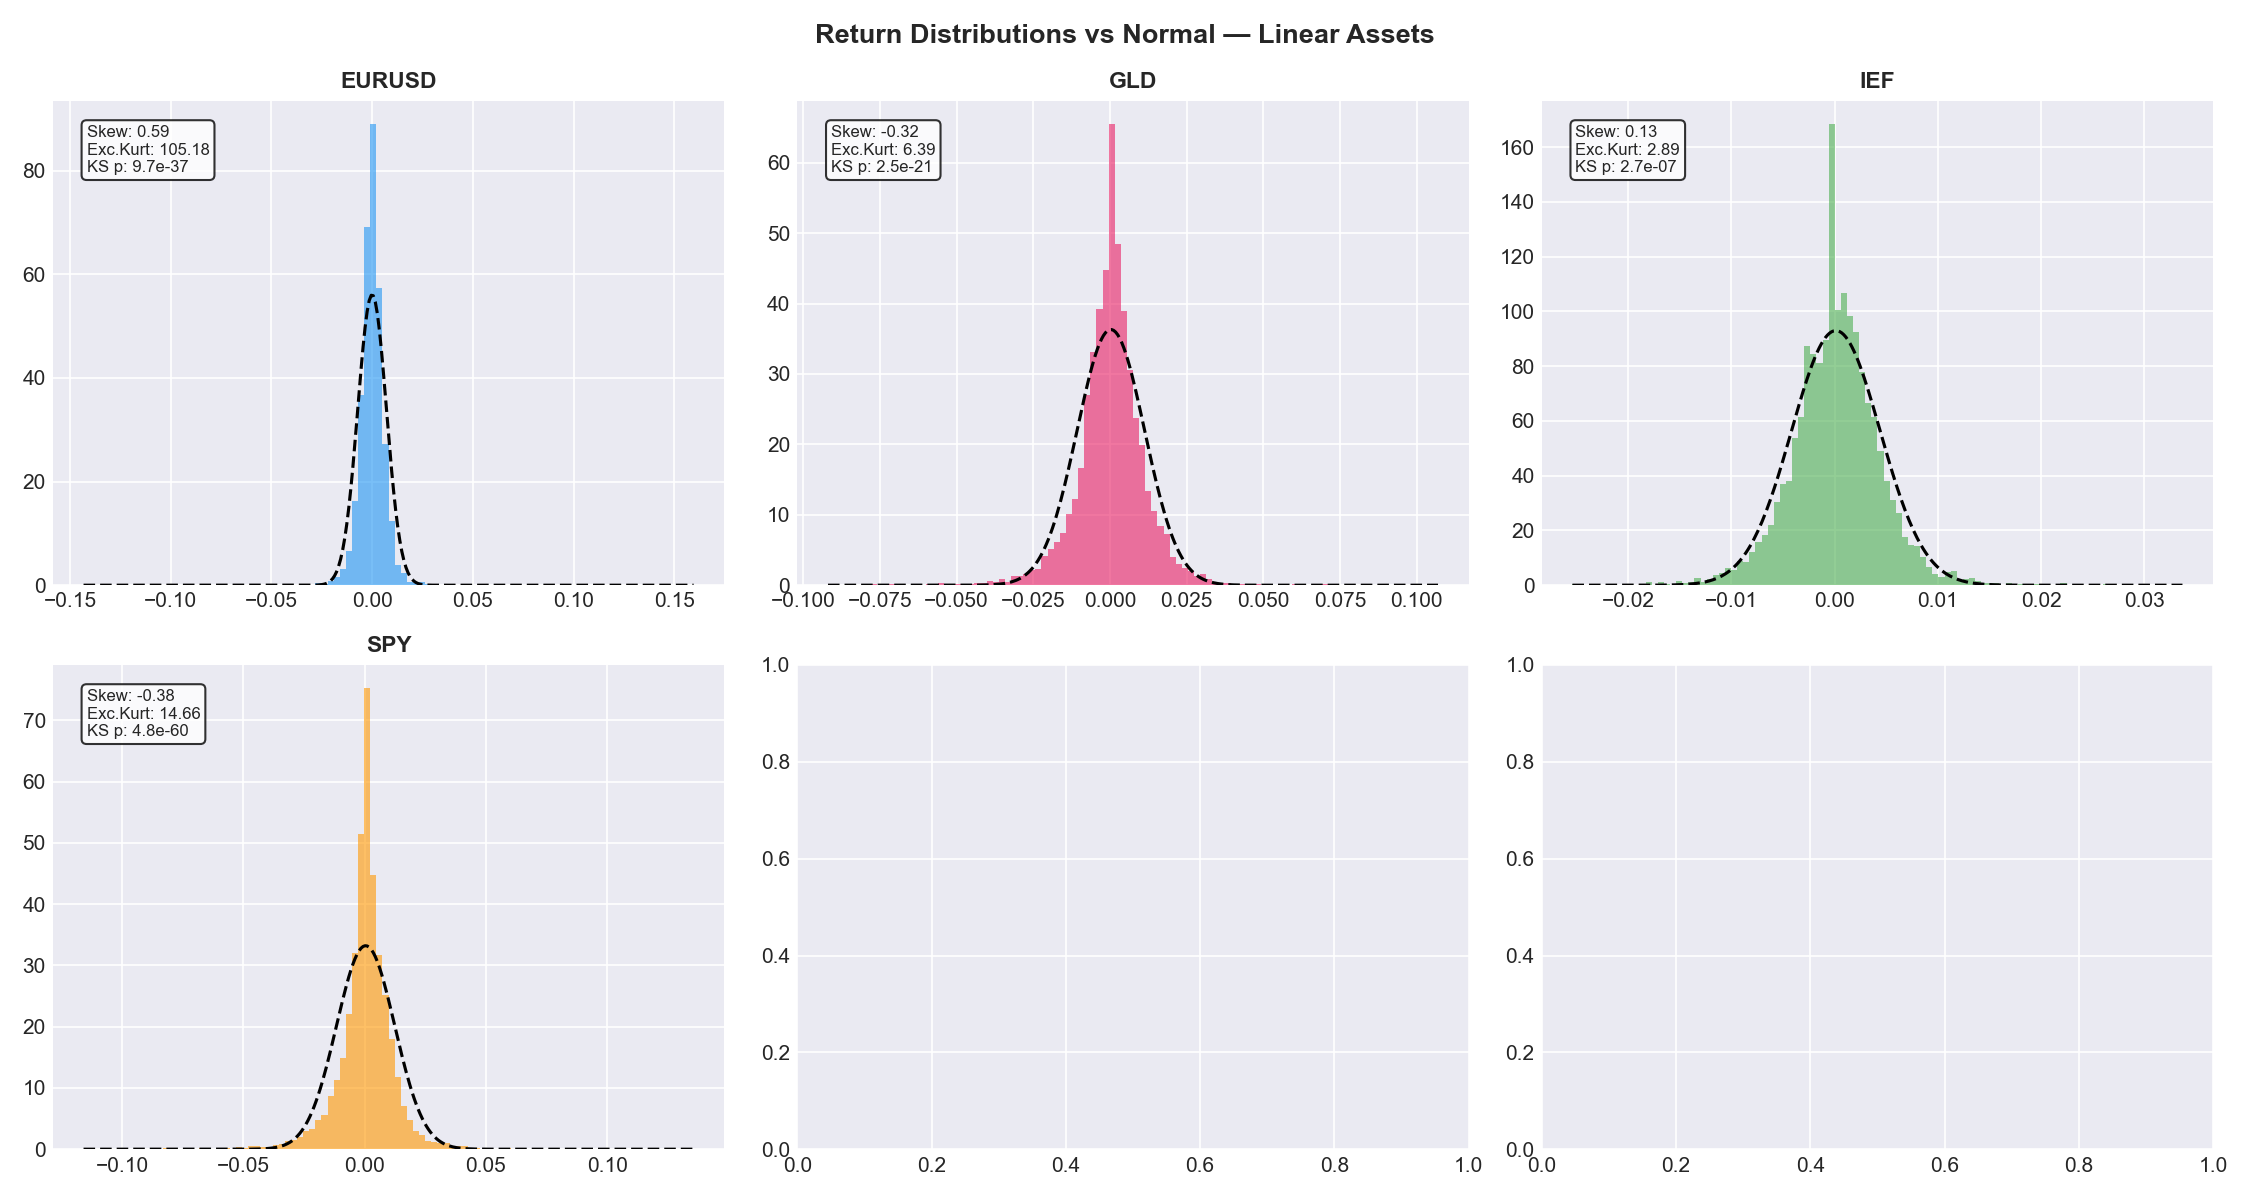 Return Distributions vs Normal — Linear Assets
EURUSD
Skew: 0.59
Exc.Kurt: 105.18
KS p: 9.7e-37
80
60
40
20
0
−0.15 −0.10 −0.05 0.00 0.05 0.10 0.15
GLD
Skew: -0.32
Exc.Kurt: 6.39
KS p: 2.5e-21
60
50
40
30
20
10
0
−0.100 −0.075 −0.050 −0.025 0.000 0.025 0.050 0.075 0.100
IEF
Skew: 0.13
Exc.Kurt: 2.89
KS p: 2.7e-07
160
140
120
100
80
60
40
20
0
−0.02 −0.01 0.00 0.01 0.02 0.03
SPY
Skew: -0.38
Exc.Kurt: 14.66
KS p: 4.8e-60
70
60
50
40
30
20
10
0
−0.10 −0.05 0.00 0.05 0.10
1.0
0.8
0.6
0.4
0.2
0.0
0.0 0.2 0.4 0.6 0.8 1.0
1.0
0.8
0.6
0.4
0.2
0.0
0.0 0.2 0.4 0.6 0.8 1.0